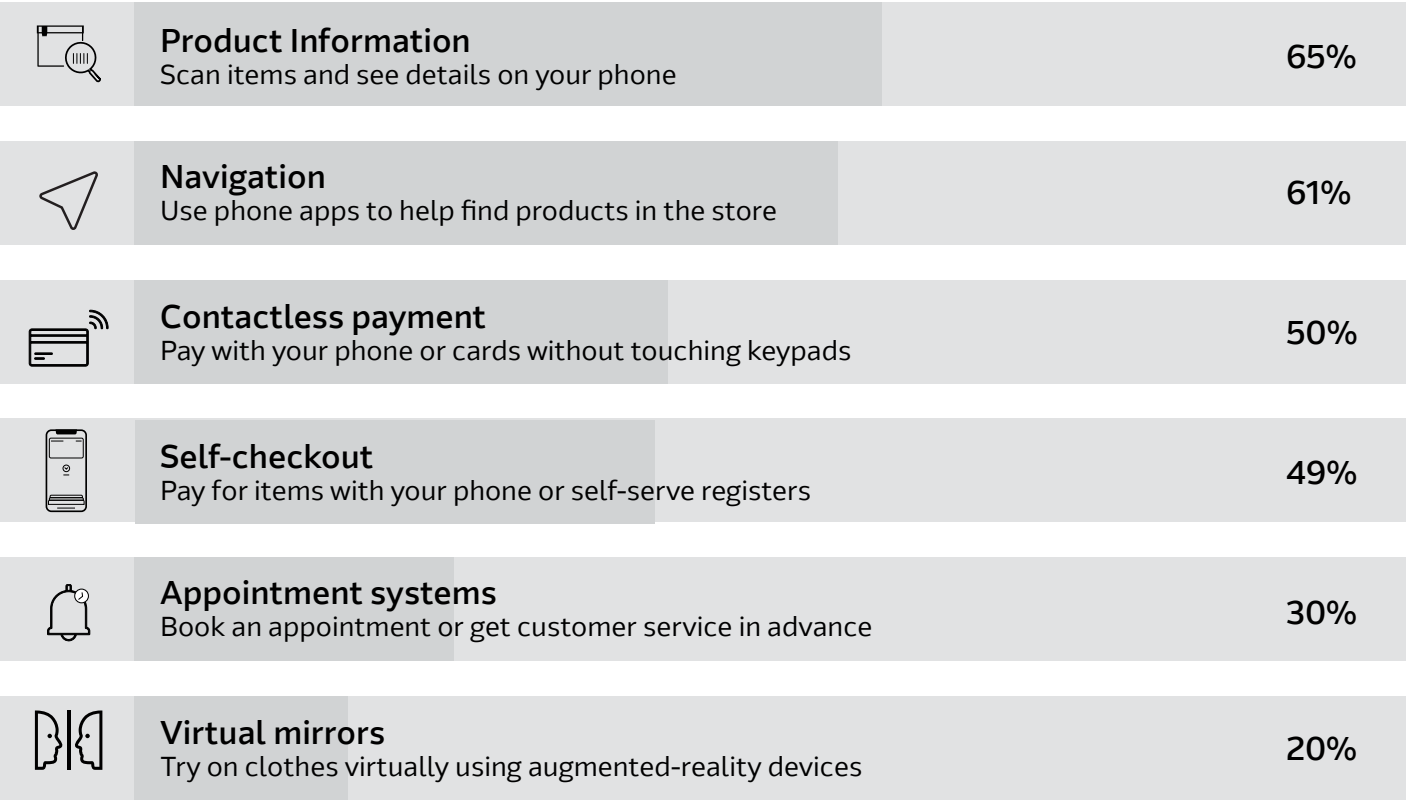 Product Information
Scan items and see details on your phone
65%
Navigation
Use phone apps to help find products in the store
61%
Contactless payment
Pay with your phone or cards without touching keypads
50%
Self-checkout
Pay for items with your phone or self-serve registers
49%
Appointment systems
Book an appointment or get customer service in advance
30%
Virtual mirrors
Try on clothes virtually using augmented-reality devices
20%